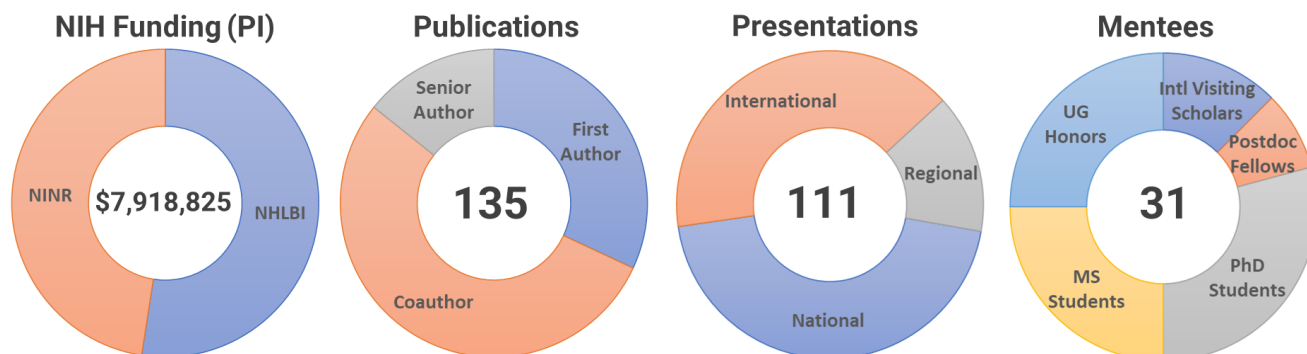 NIH Funding (PI)
NINR
$7,918,825
NHLBI
Publications
Senior
Author
First
Author
135
Coauthor
Presentations
International
Regional
111
National
Mentees
Intl Visiting
Scholars
UG
Honors
Postdoc
Fellows
31
PhD
Students
MS
Students